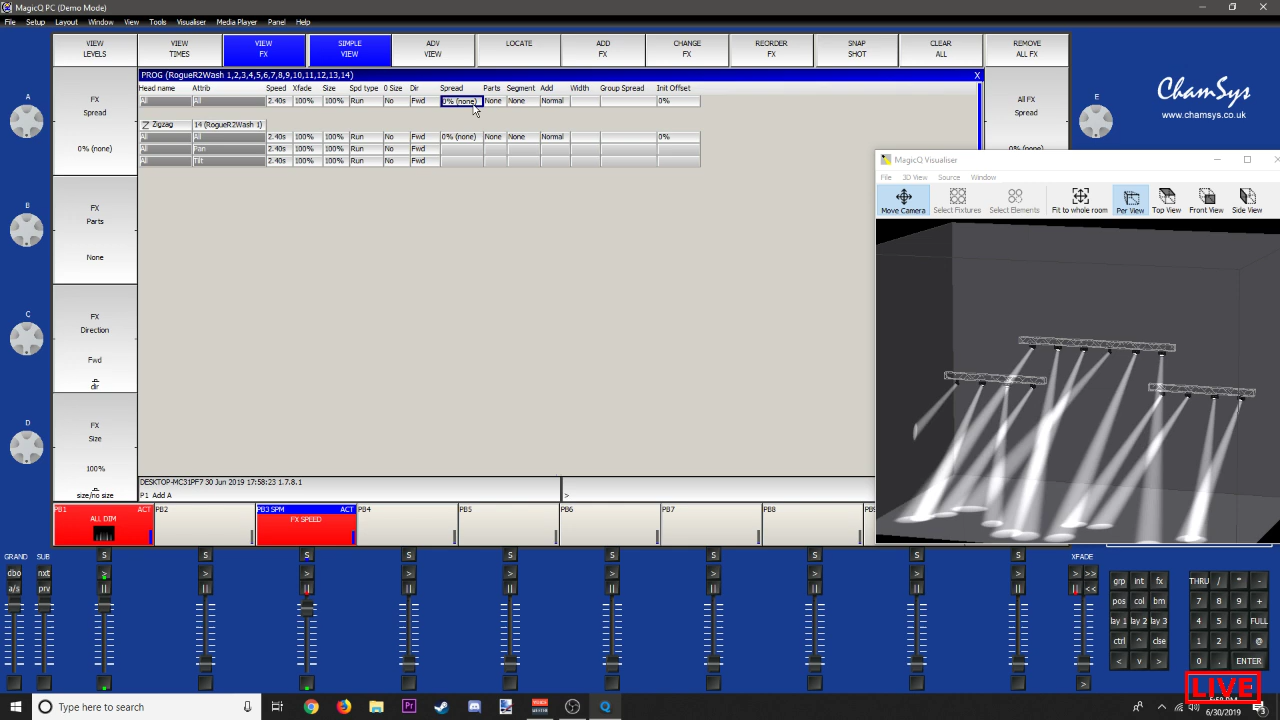 MagicQ PC (Demo Mode)
File Setup Layout Window View Tools Visualiser Media Player Panel Help
VIEW LEVELS
VIEW TIMES
VIEW FX
SIMPLE VIEW
ADV VIEW
LOCATE
ADD FX
CHANGE FX
REORDER FX
SNAP SHOT
CLEAR ALL
REMOVE ALL FX
PROG (RogueR2Wash 1,2,3,4,5,6,7,8,9,10,11,12,13,14) X
Head name Attrib Speed Xfade Size Spd type 0 Size Dir Spread Parts Segment Add Width Group Spread Init Offset
All All 2.40s 100% 100% Run No Fwd 0% (none) None None Normal 0%
Z Zigzag 14 (RogueR2Wash 1)
All All 2.40s 100% 100% Run No Fwd 0% (none) None None Normal 0%
All Pan 2.40s 100% 100% Run No Fwd
All Tilt 2.40s 100% 100% Run No Fwd
A
FX
Spread
0% (none)
B
FX
Parts
None
C
FX
Direction
Fwd
dir
D
FX
Size
100%
size/no size
All FX
Spread
0% (none)
E
ChamSys
www.chamsys.co.uk
MagicQ Visualiser
File 3D View Source Window
Move Camera Select Fixtures Select Elements Fit to whole room Per View Top View Front View Side View
DESKTOP-MC31PF7 30 Jun 2019 17:58:23 1.7.8.1
P1 Add A >
PB1 ACT
ALL DIM
PB2
PB3 SPM ACT
FX SPEED
PB4
PB5
PB6
PB7
PB8
GRAND SUB XFADE
S S S S S S S S S S
dbo nxt > > > > > > > > > > > >>
a/s prv || || || || || || || || || || || <<
grp int fx THRU / * -
pos col bm 7 8 9 +
lay 1 lay 2 lay 3 4 5 6 FULL
ctrl ^ clse 1 2 3 @
< v > 0 . ENTER
>
LIVE
Type here to search
6/30/2019